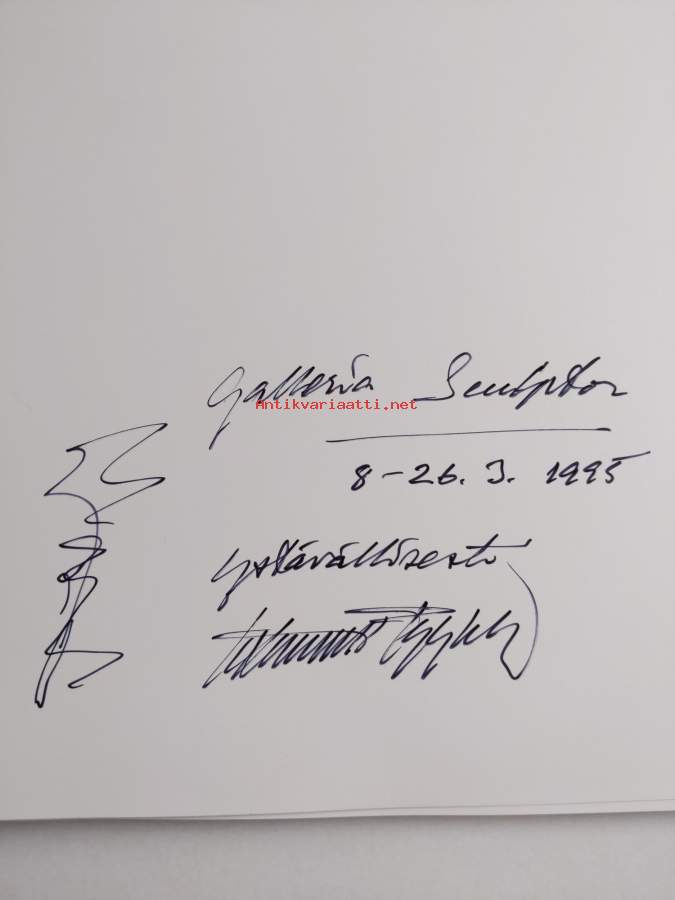 Galleria Sculptor
Antikvariaatti.net
8-26.3. 1995
ystävällisesti